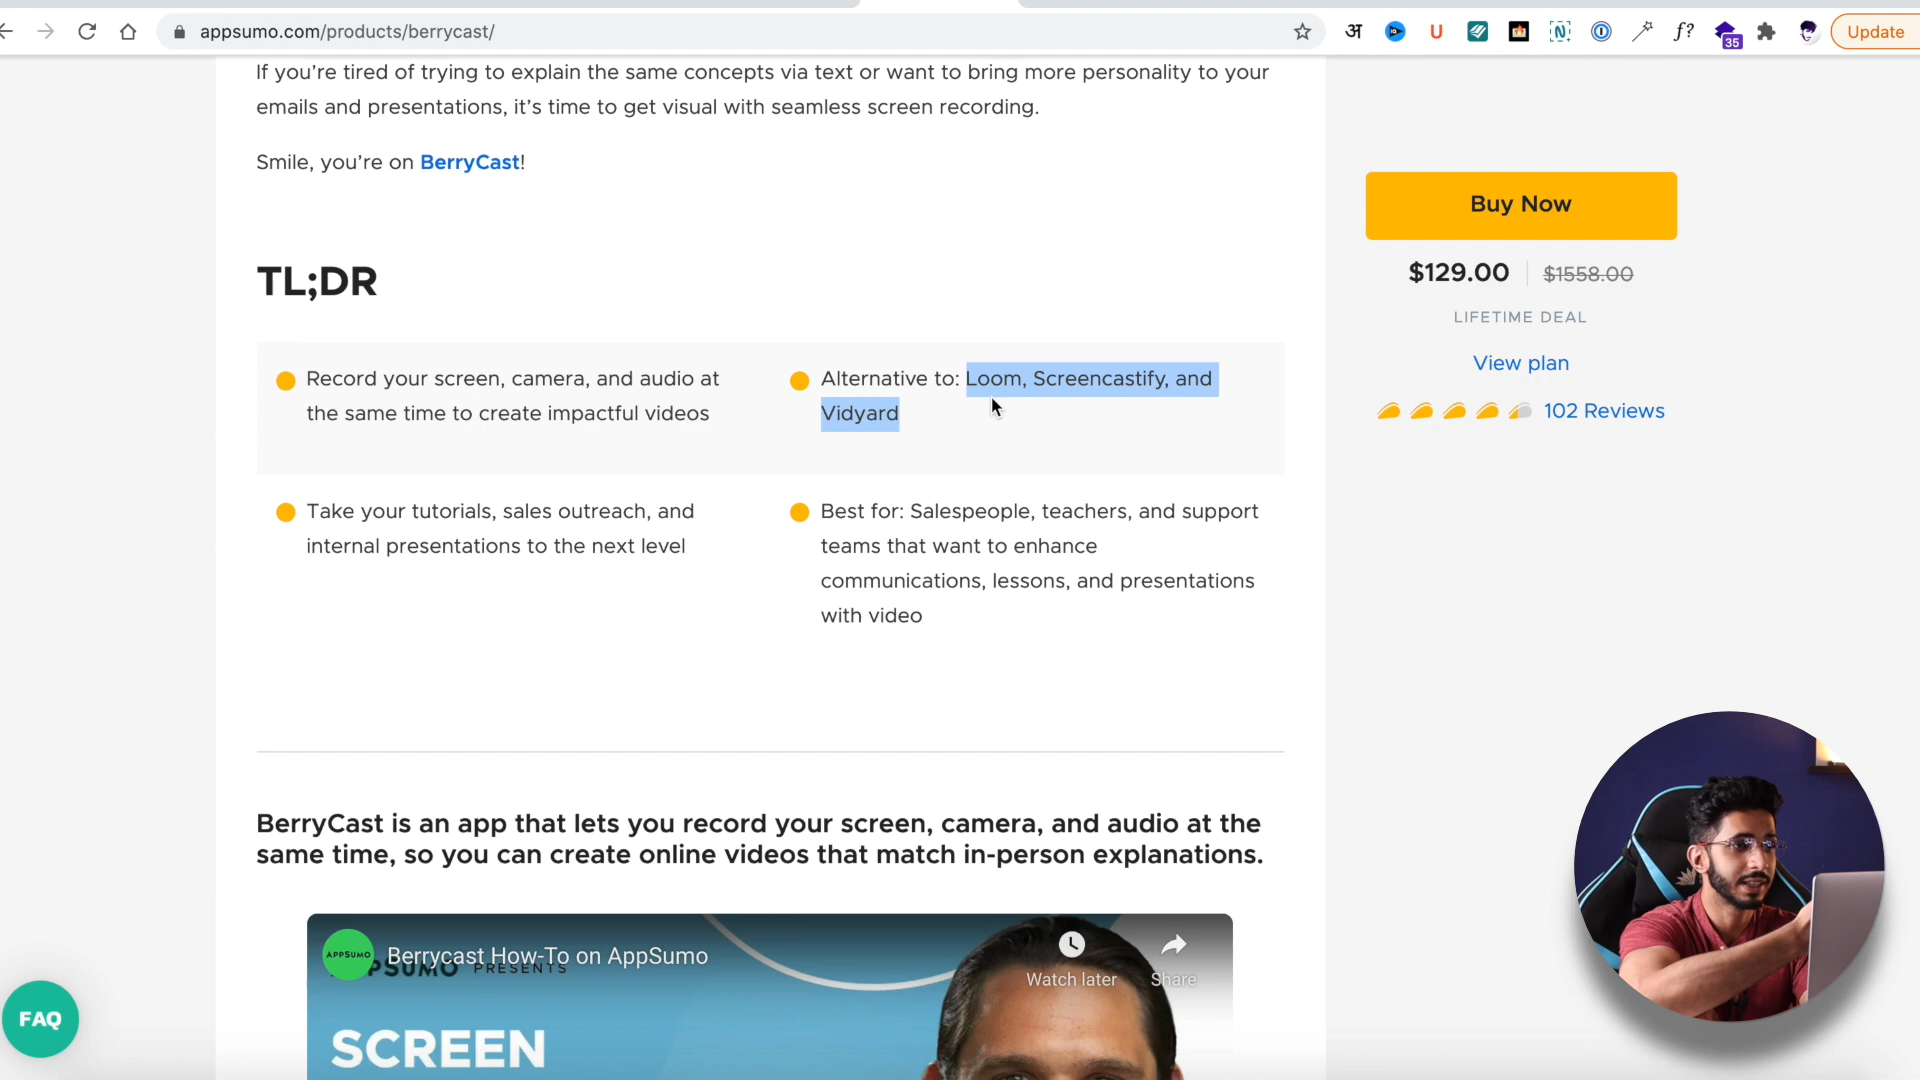 appsumo.com/products/berrycast/
अ
U
N
f?
35
Update
If you're tired of trying to explain the same concepts via text or want to bring more personality to your
emails and presentations, it's time to get visual with seamless screen recording.
Smile, you're on BerryCast!
Buy Now
$129.00 $1558.00
LIFETIME DEAL
View plan
102 Reviews
TL;DR
Record your screen, camera, and audio at
the same time to create impactful videos
Alternative to: Loom, Screencastify, and
Vidyard
Take your tutorials, sales outreach, and
internal presentations to the next level
Best for: Salespeople, teachers, and support
teams that want to enhance
communications, lessons, and presentations
with video
BerryCast is an app that lets you record your screen, camera, and audio at the
same time, so you can create online videos that match in-person explanations.
APPSUMO
Berrycast How-To on AppSumo
APPSUMO PRESENTS
Watch later
Share
SCREEN
FAQ